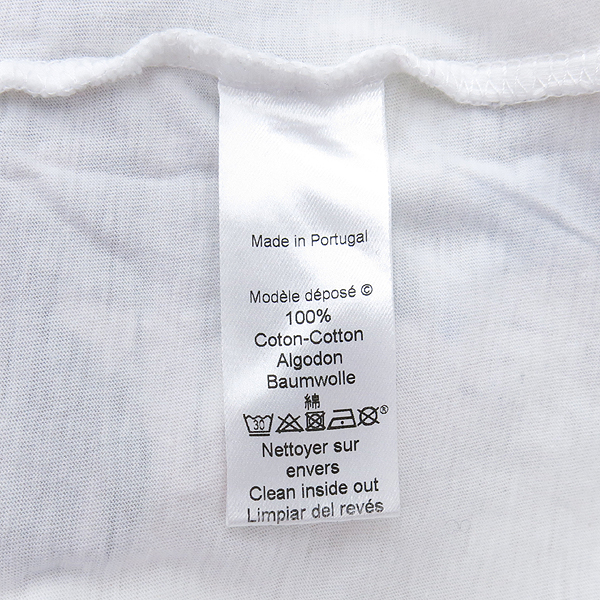 Made in Portugal
Modèle déposé ©
100%
Coton-Cotton
Algodon
Baumwolle
綿
30 ®
Nettoyer sur
envers
Clean inside out
Limpiar del revés